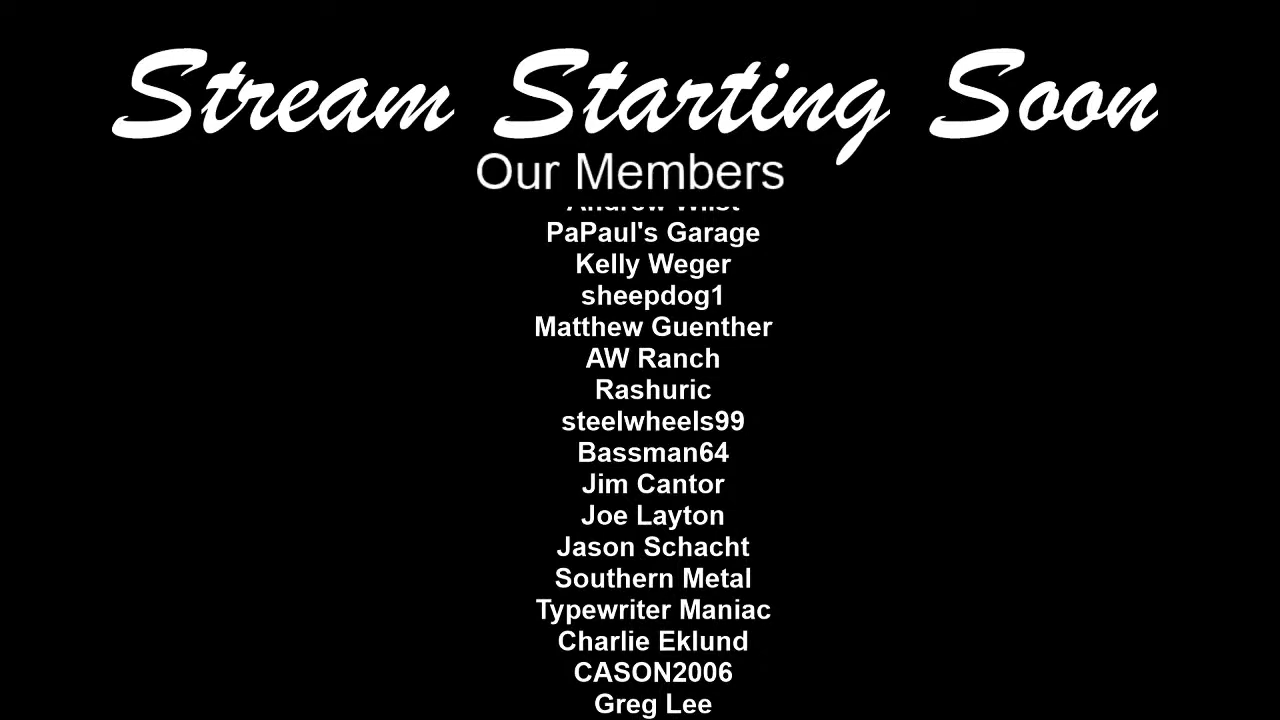 Stream Starting Soon
Our Members
PaPaul's Garage
Kelly Weger
sheepdog1
Matthew Guenther
AW Ranch
Rashuric
steelwheels99
Bassman64
Jim Cantor
Joe Layton
Jason Schacht
Southern Metal
Typewriter Maniac
Charlie Eklund
CASON2006
Greg Lee